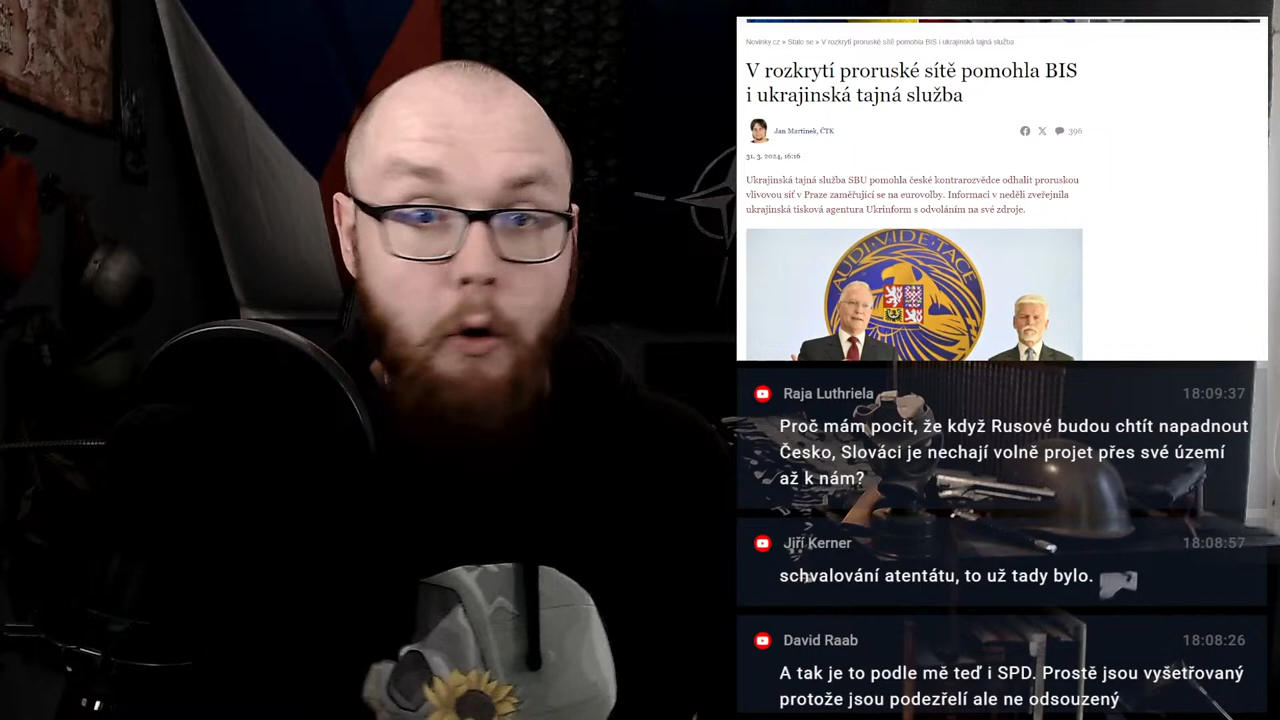 Novinky.cz » Stalo se » V rozkrytí proruské sítě pomohla BIS i ukrajinská tajná služba
V rozkrytí proruské sítě pomohla BIS
i ukrajinská tajná služba
Jan Martinek, ČTK
396
31. 3. 2024, 16:16
Ukrajinská tajná služba SBU pomohla české kontrarozvědce odhalit proruskou
vlivovou síť v Praze zaměřující se na eurovolby. Informaci v neděli zveřejnila
ukrajinská tisková agentura Ukrinform s odvoláním na své zdroje.
AUDI·VIDE·TACE
Raja Luthriela 18:09:37
Proč mám pocit, že když Rusové budou chtít napadnout
Česko, Slováci je nechají volně projet přes své území
až k nám?
Jiří Kerner 18:08:57
schvalování atentátu, to už tady bylo.
David Raab 18:08:26
A tak je to podle mě teď i SPD. Prostě jsou vyšetřovaný
protože jsou podezřelí ale ne odsouzený